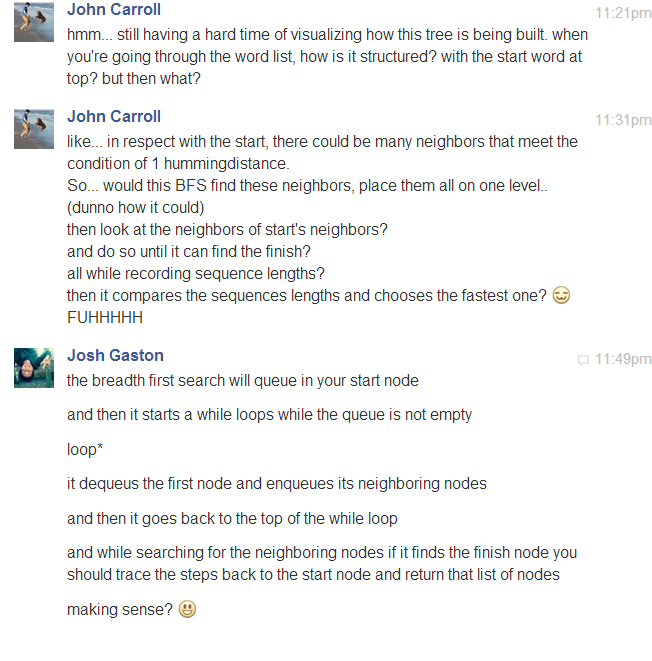 John Carroll
11:21pm
hmm... still having a hard time of visualizing how this tree is being built. when
you're going through the word list, how is it structured? with the start word at
top? but then what?
John Carroll
11:31pm
like... in respect with the start, there could be many neighbors that meet the
condition of 1 hummingdistance.
So... would this BFS find these neighbors, place them all on one level..
(dunno how it could)
then look at the neighbors of start's neighbors?
and do so until it can find the finish?
all while recording sequence lengths?
then it compares the sequences lengths and chooses the fastest one?
FUHHHHH
Josh Gaston
11:49pm
the breadth first search will queue in your start node
and then it starts a while loops while the queue is not empty
loop*
it dequeus the first node and enqueues its neighboring nodes
and then it goes back to the top of the while loop
and while searching for the neighboring nodes if it finds the finish node you
should trace the steps back to the start node and return that list of nodes
making sense?